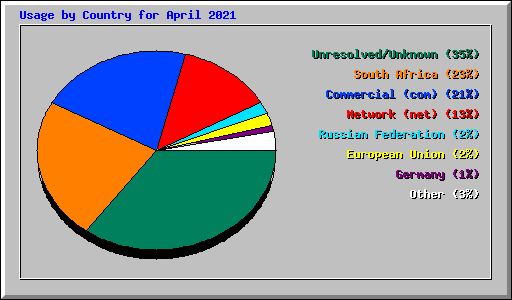 Usage by Country for April 2021
Unresolved/Unknown (35%)
South Africa (23%)
Commercial (com) (21%)
Network (net) (13%)
Russian Federation (2%)
European Union (2%)
Germany (1%)
Other (3%)